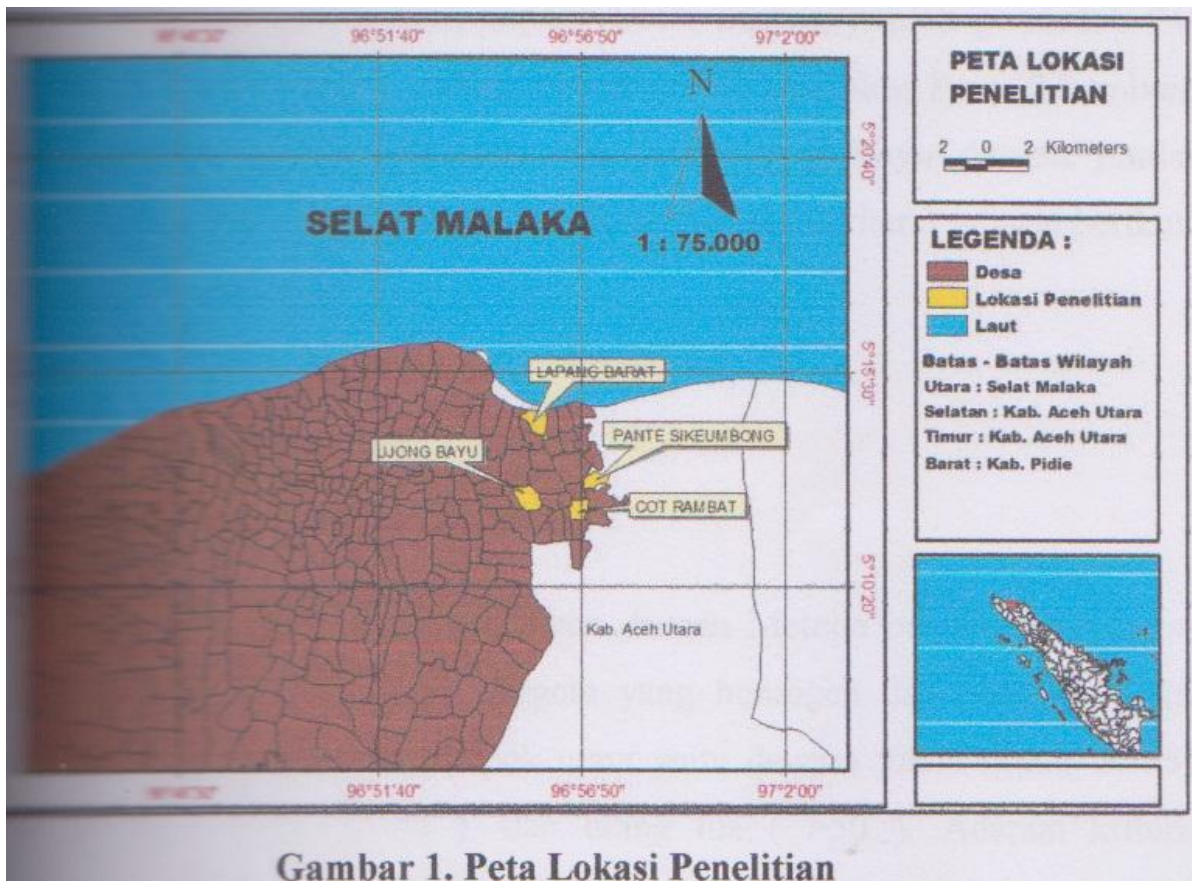 96°51'40"
96°56'50"
97°2'00"
N
5°20'40"
SELAT MALAKA
1 : 75.000
5°15'30"
LAPANG BARAT
PANTE SIKEUMBONG
UJONG BAYU
COT RAMBAT
5°10'20"
Kab. Aceh Utara
96°51'40"
96°56'50"
97°2'00"
PETA LOKASI
PENELITIAN
2 0 2 Kilometers
LEGENDA :
Desa
Lokasi Penelitian
Laut
Batas - Batas Wilayah
Utara : Selat Malaka
Selatan : Kab. Aceh Utara
Timur : Kab. Aceh Utara
Barat : Kab. Pidie
Gambar 1. Peta Lokasi Penelitian